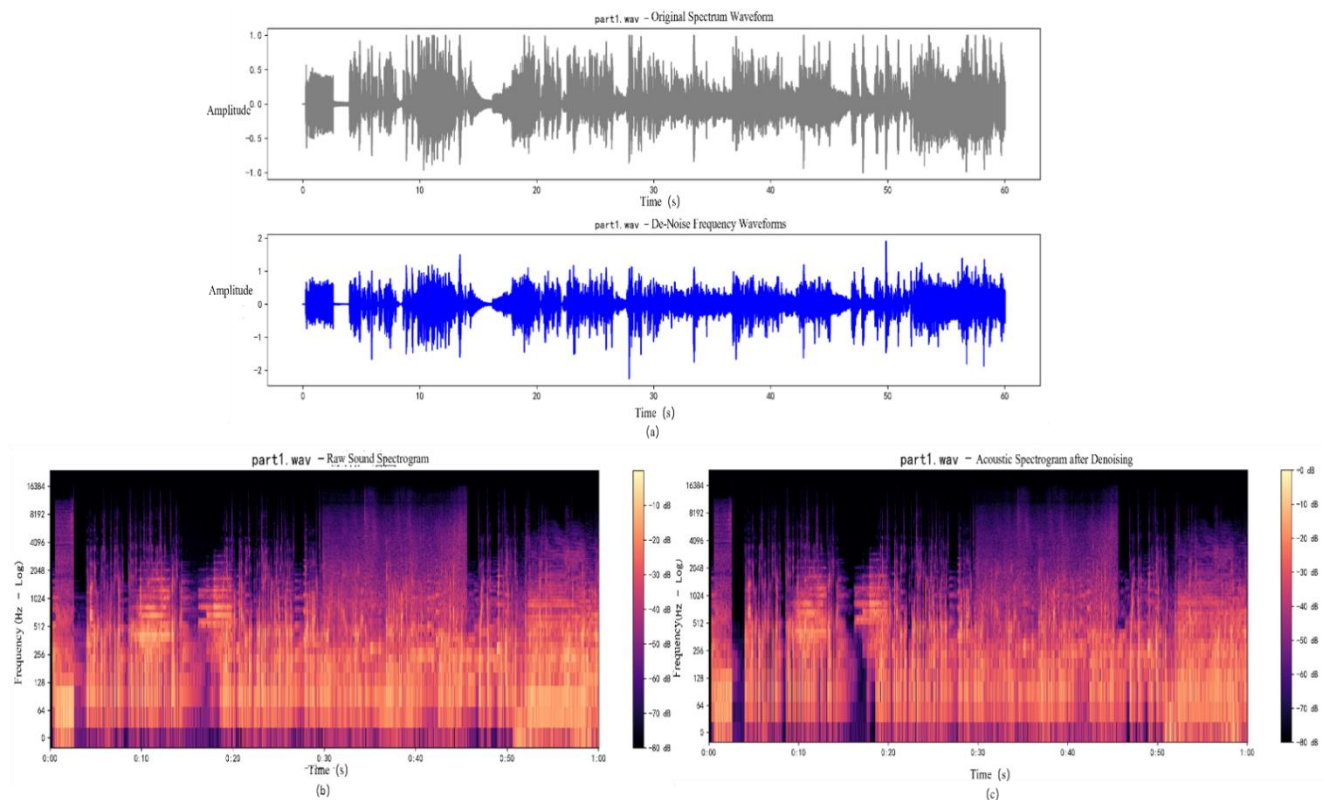 part1.wav - Original Spectrum Waveform
1.0
0.5
Amplitude
0.0
-0.5
-1.0
0 10 20 30 40 50 60
Time (s)
part1.wav - De-Noise Frequency Waveforms
2
1
Amplitude
0
-1
-2
0 10 20 30 40 50 60
Time (s)
(a)
part1.wav - Raw Sound Spectrogram
Frequency (Hz - Log)
16384
8192
4096
2048
1024
512
256
128
64
0
0:00 0:10 0:20 0:30 0:40 0:50 1:00
Time (s)
(b)
-10 dB
-20 dB
-30 dB
-40 dB
-50 dB
-60 dB
-70 dB
-80 dB
part1.wav - Acoustic Spectrogram after Denoising
Frequency(Hz - Log)
16384
8192
4096
2048
1024
512
256
128
64
0
0:00 0:10 0:20 0:30 0:40 0:50 1:00
Time (s)
(c)
-0 dB
-10 dB
-20 dB
-30 dB
-40 dB
-50 dB
-60 dB
-70 dB
-80 dB